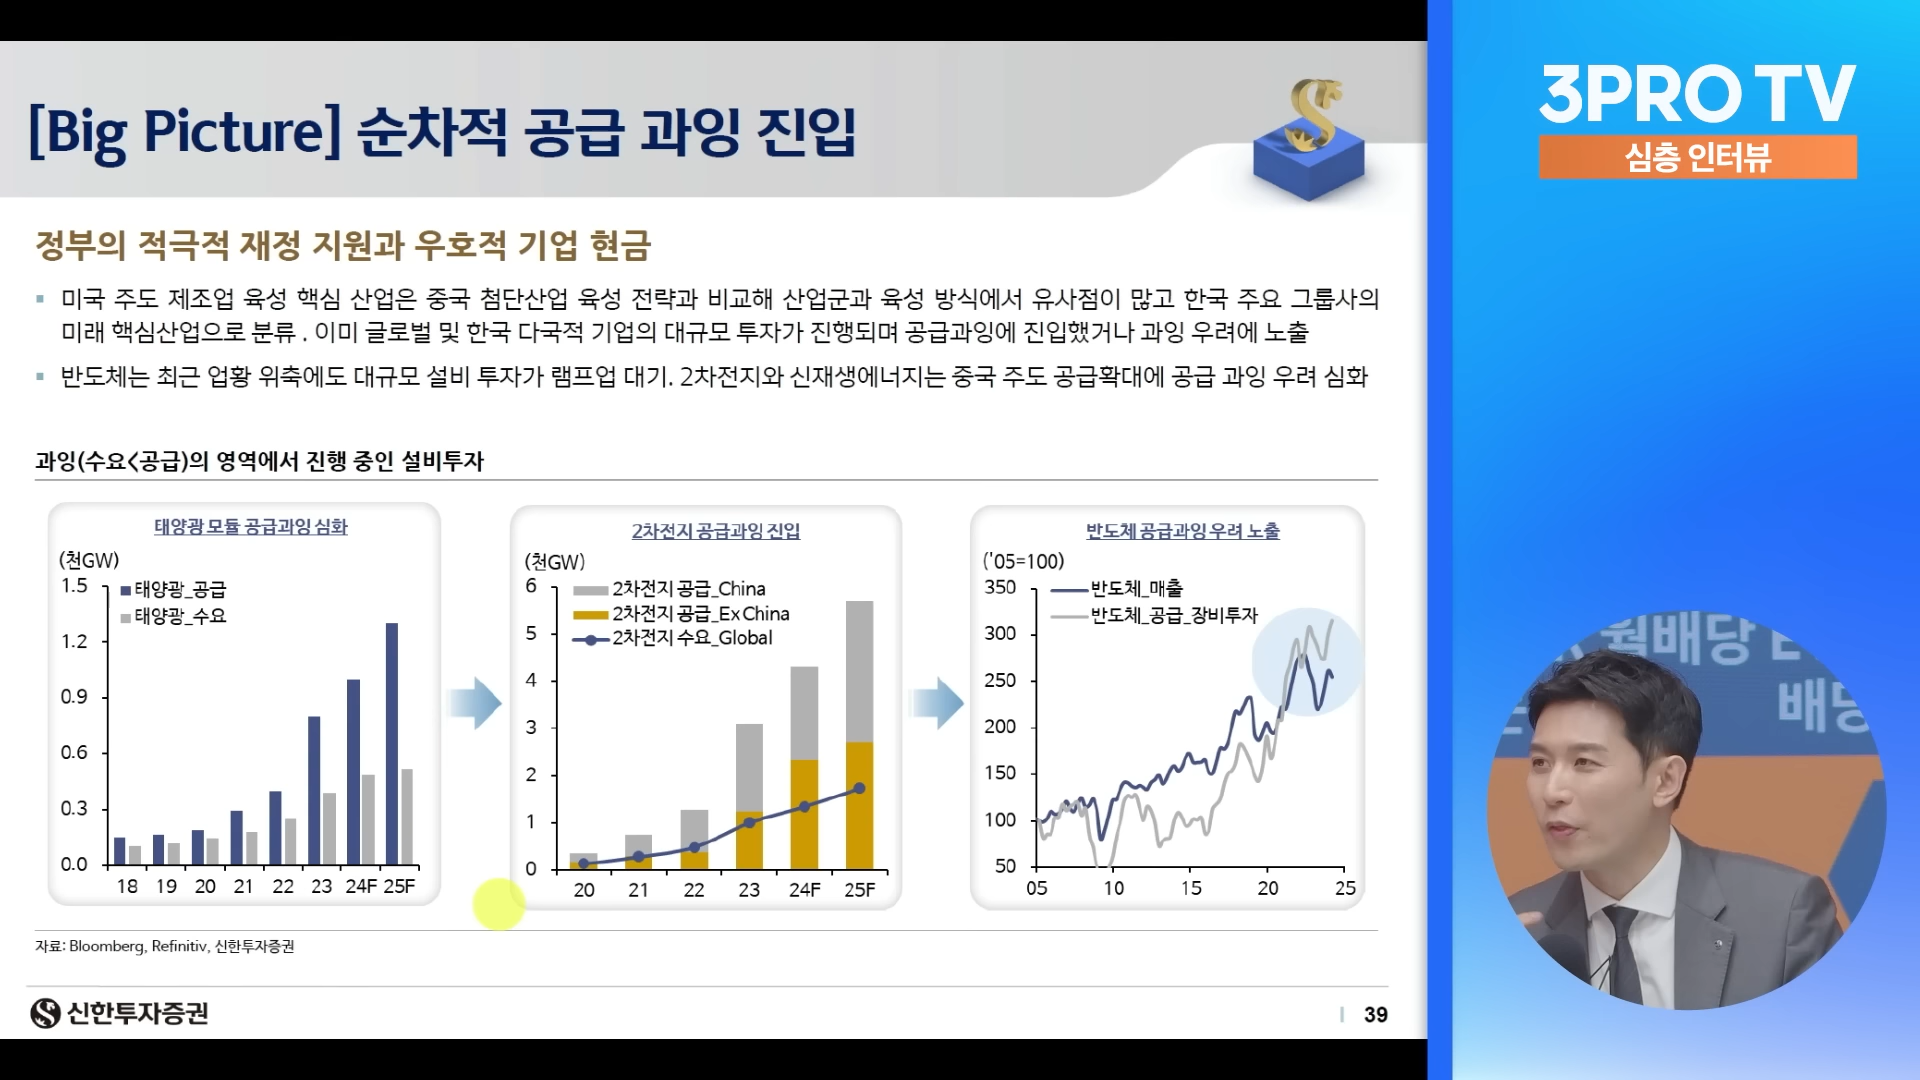 [Big Picture] 순차적 공급 과잉 진입
3PRO TV
심층 인터뷰
정부의 적극적 재정 지원과 우호적 기업 현금
미국 주도 제조업 육성 핵심 산업은 중국 첨단산업 육성 전략과 비교해 산업군과 육성 방식에서 유사점이 많고 한국 주요 그룹사의
미래 핵심산업으로 분류 . 이미 글로벌 및 한국 다국적 기업의 대규모 투자가 진행되며 공급과잉에 진입했거나 과잉 우려에 노출
반도체는 최근 업황 위축에도 대규모 설비 투자가 램프업 대기. 2차전지와 신재생에너지는 중국 주도 공급확대에 공급 과잉 우려 심화
과잉(수요<공급)의 영역에서 진행 중인 설비투자
태양광 모듈 공급과잉 심화
(천GW)
태양광_공급
태양광_수요
1.5
1.2
0.9
0.6
0.3
0.0
18 19 20 21 22 23 24F 25F
2차전지 공급과잉 진입
(천GW)
2차전지 공급_China
2차전지 공급_Ex China
2차전지 수요_Global
6
5
4
3
2
1
0
20 21 22 23 24F 25F
반도체 공급과잉 우려 노출
('05=100)
반도체_매출
반도체_공급_장비투자
350
300
250
200
150
100
50
05 10 15 20 25
자료: Bloomberg, Refinitiv, 신한투자증권
신한투자증권
39
월배당